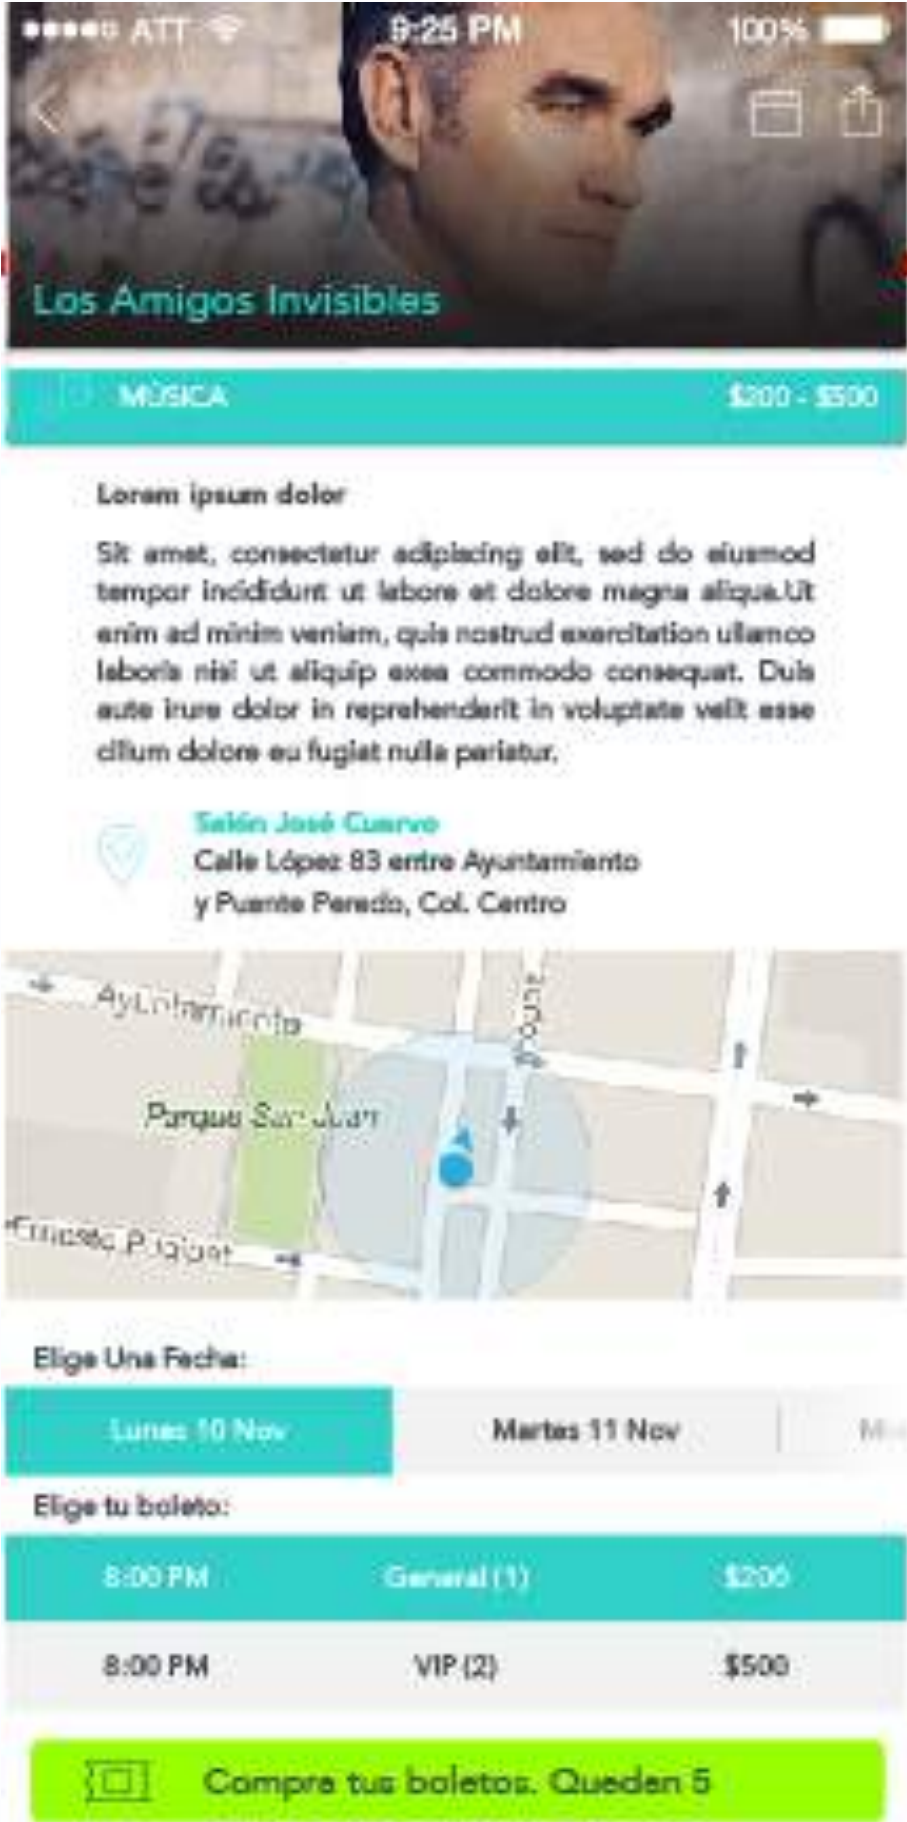 ATT 9:25 PM 100%
Los Amigos Invisibles
MÚSICA $200 - $500
Lorem ipsum dolor
Sit amet, consectetur adipiscing elit, sed do eiusmod
tempor incididunt ut labore et dolore magna aliqua.Ut
enim ad minim veniam, quis nostrud exercitation ullamco
laboris nisi ut aliquip exea commodo consequat. Duis
aute irure dolor in reprehenderit in voluptate velit esse
cillum dolore eu fugiat nulla pariatur.
Salón José Cuervo
Calle López 83 entre Ayuntamiento
y Puente Peredo, Col. Centro
Ayuntamiento
Parque San Juan
Elige Una Fecha:
Lunes 10 Nov Martes 11 Nov
Elige tu boleto:
8:00 PM General (1) $200
8:00 PM VIP (2) $500
Compra tus boletos. Quedan 5